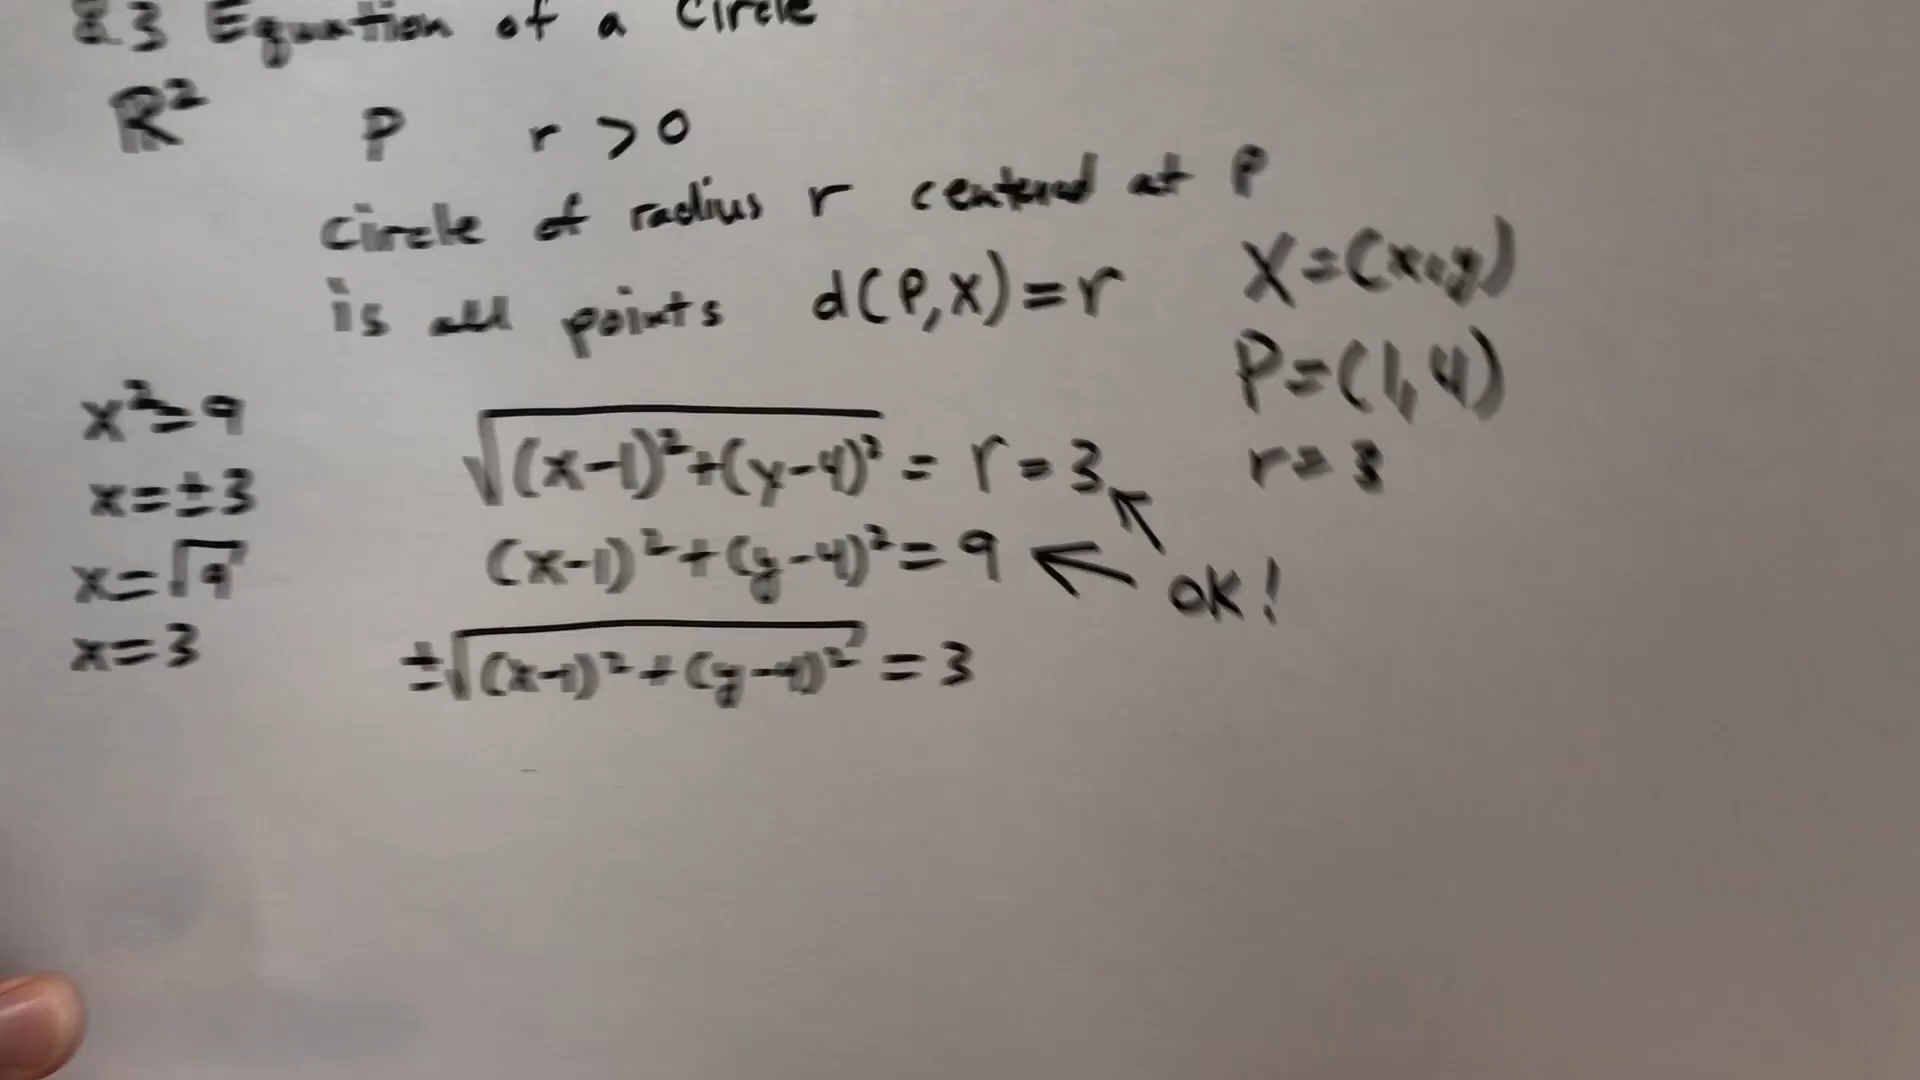 8.3 Equation of a Circle
R² P r > 0
circle of radius r centered at P
is all points d(P,X)=r X=(x,y)
P=(1,4)
x²=9 √((x-1)²+(y-4)²) = r = 3 r=3
x=±3
x=√9 (x-1)²+(y-4)²=9 OK!
x=3 ±√((x-1)²+(y-4)²) = 3